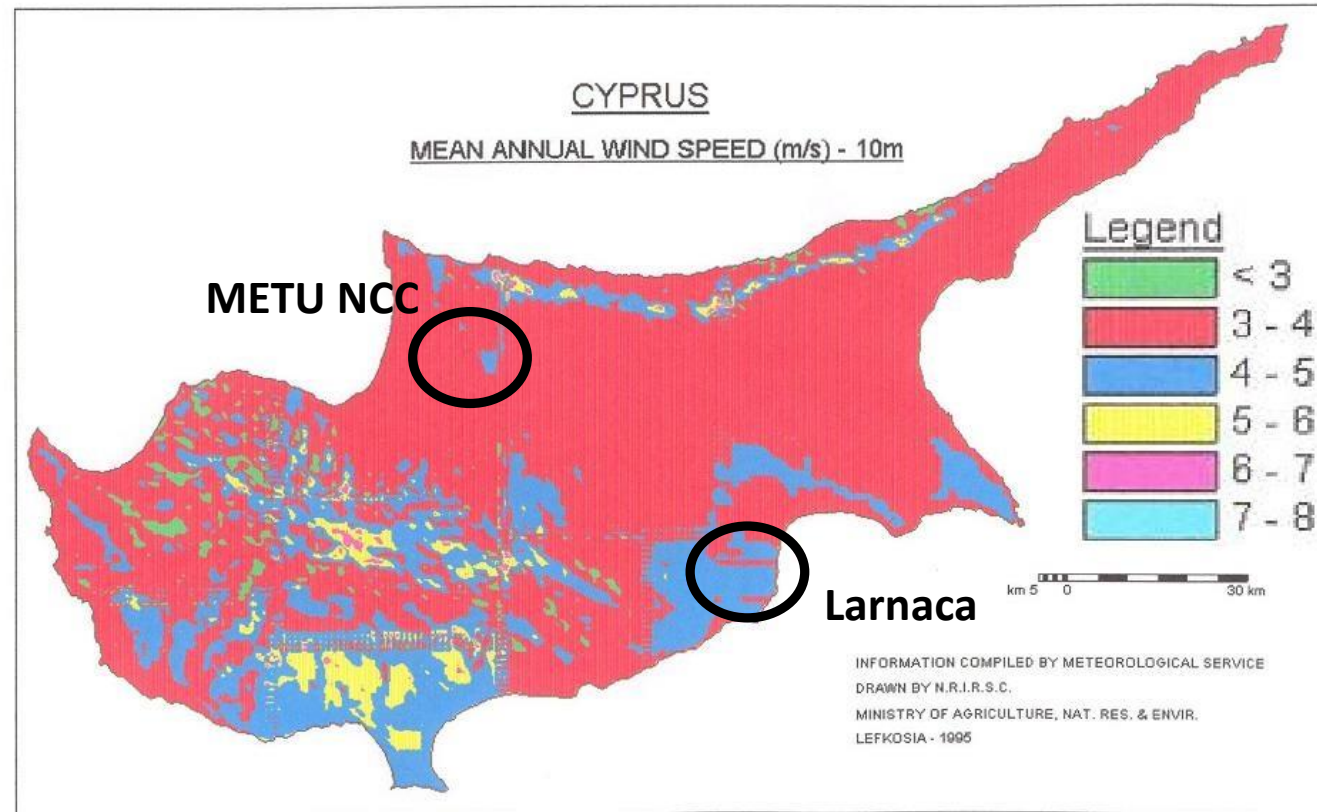 CYPRUS
MEAN ANNUAL WIND SPEED (m/s) - 10m
METU NCC
Legend
< 3
3 - 4
4 - 5
5 - 6
6 - 7
7 - 8
km 5 0 30 km
Larnaca
INFORMATION COMPILED BY METEOROLOGICAL SERVICE
DRAWN BY N.R.I.R.S.C.
MINISTRY OF AGRICULTURE, NAT. RES. & ENVIR.
LEFKOSIA - 1995